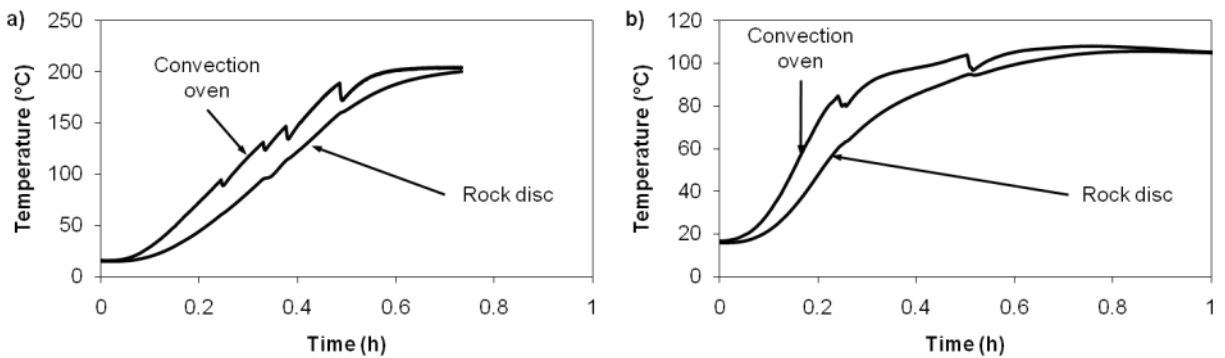 a)
250
200
150
100
50
0
Temperature (°C)
Convection
oven
Rock disc
0 0.2 0.4 0.6 0.8 1
Time (h)
b)
120
100
80
60
40
20
0
Temperature (°C)
Convection
oven
Rock disc
0 0.2 0.4 0.6 0.8 1
Time (h)